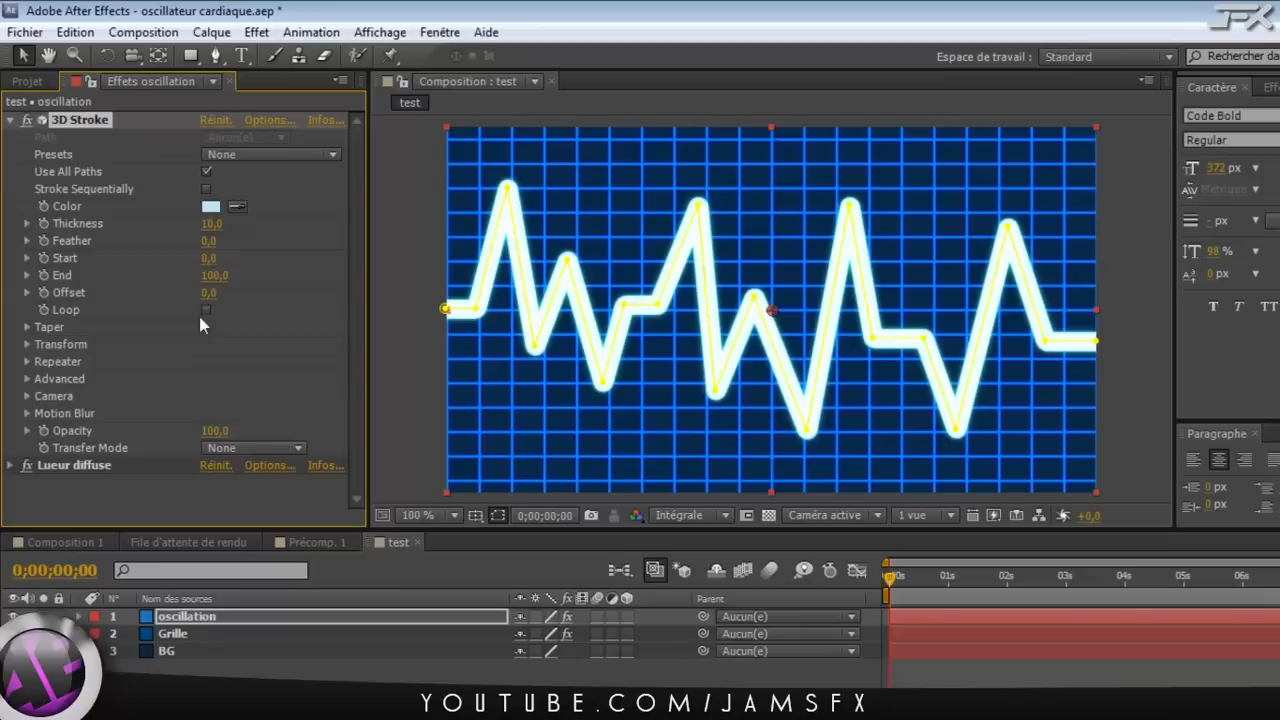 Adobe After Effects - oscillateur cardiaque.aep *
JFX
Fichier Edition Composition Calque Effet Animation Affichage Fenêtre Aide
Espace de travail : Standard Rechercher da
Projet Effets oscillation Composition : test Caractère Eff
test • oscillation
test
3D Stroke Réinit. Options... Infos...
Code Bold
Path Aucun(e)
Regular
Presets None
Use All Paths
372 px
Stroke Sequentially
Métrique
Color
Thickness 10,0
- px
Feather 0,0
Start 0,0
98 %
End 100,0
0 px
Offset 0,0
Loop
T T
Taper
Transform
Repeater
Advanced
Camera
Motion Blur
Opacity 100,0
Paragraphe
Transfer Mode None
Lueur diffuse Réinit. Options... Infos...
0 px
0 px
100 % 0;00;00;00 Intégrale Caméra active 1 vue +0,0
Composition 1 File d'attente de rendu Précomp. 1 test
0;00;00;00
00s 01s 02s 03s 04s 05s 06s
N° Nom des sources Parent
1 oscillation Aucun(e)
2 Grille Aucun(e)
3 BG Aucun(e)
YOUTUBE.COM/JAMSFX